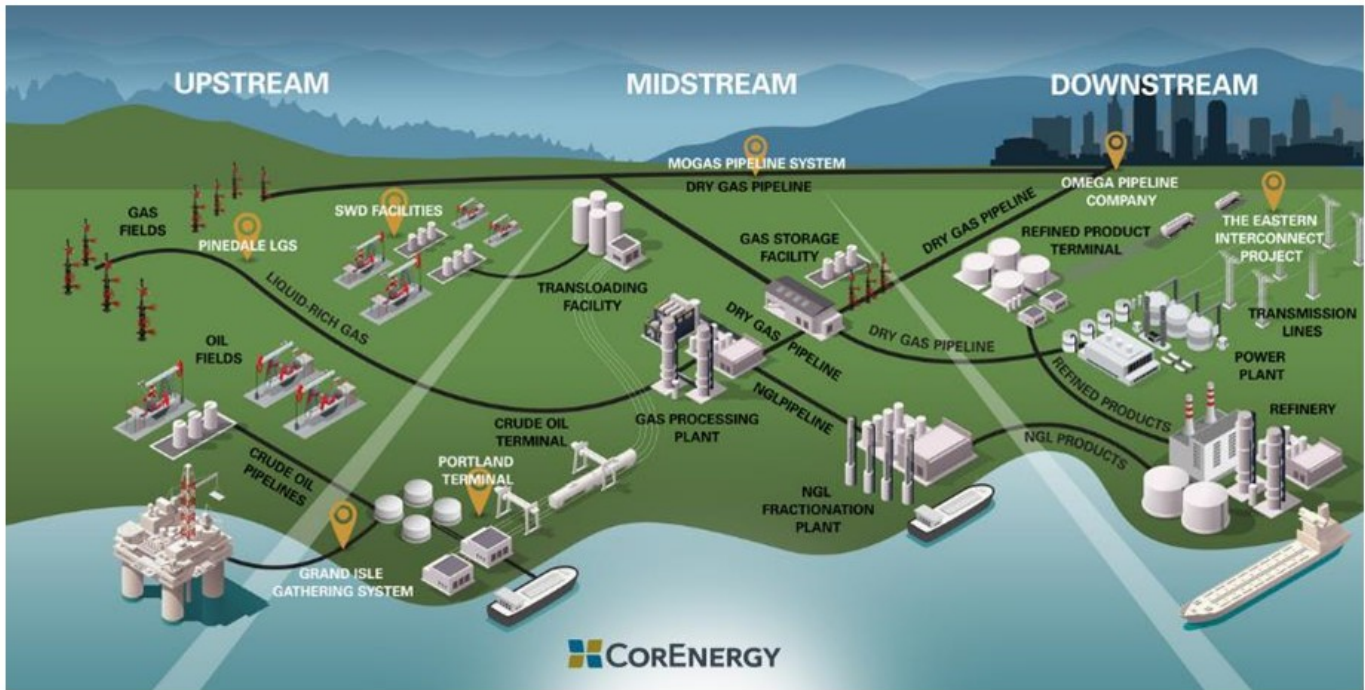 UPSTREAM
MIDSTREAM
DOWNSTREAM
MOGAS PIPELINE SYSTEM
DRY GAS PIPELINE
OMEGA PIPELINE
COMPANY
GAS
FIELDS
PINEDALE LGS
SWD FACILITIES
TRANSLOADING
FACILITY
GAS STORAGE
FACILITY
DRY GAS PIPELINE
REFINED PRODUCT
TERMINAL
THE EASTERN
INTERCONNECT
PROJECT
TRANSMISSION
LINES
LIQUID-RICH GAS
OIL
FIELDS
DRY GAS PIPELINE
DRY GAS PIPELINE
POWER
PLANT
CRUDE OIL
TERMINAL
GAS PROCESSING
PLANT
NGLPIPELINE
REFINED PRODUCTS
REFINERY
NGL PRODUCTS
CRUDE OIL
PIPELINES
PORTLAND
TERMINAL
NGL
FRACTIONATION
PLANT
GRAND ISLE
GATHERING SYSTEM
CORENERGY